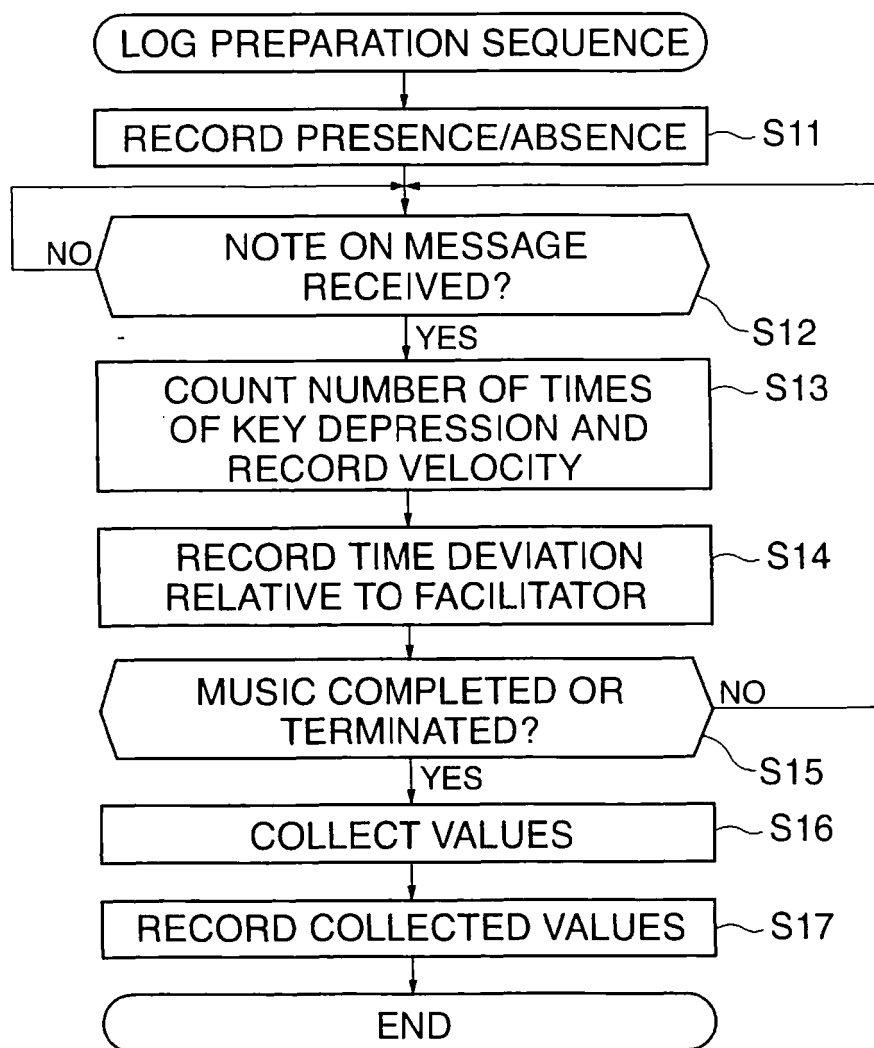 LOG PREPARATION SEQUENCE
RECORD PRESENCE/ABSENCE
S11
NO
NOTE ON MESSAGE
RECEIVED?
S12
YES
COUNT NUMBER OF TIMES
OF KEY DEPRESSION AND
RECORD VELOCITY
S13
RECORD TIME DEVIATION
RELATIVE TO FACILITATOR
S14
MUSIC COMPLETED OR
TERMINATED?
NO
S15
YES
COLLECT VALUES
S16
RECORD COLLECTED VALUES
S17
END